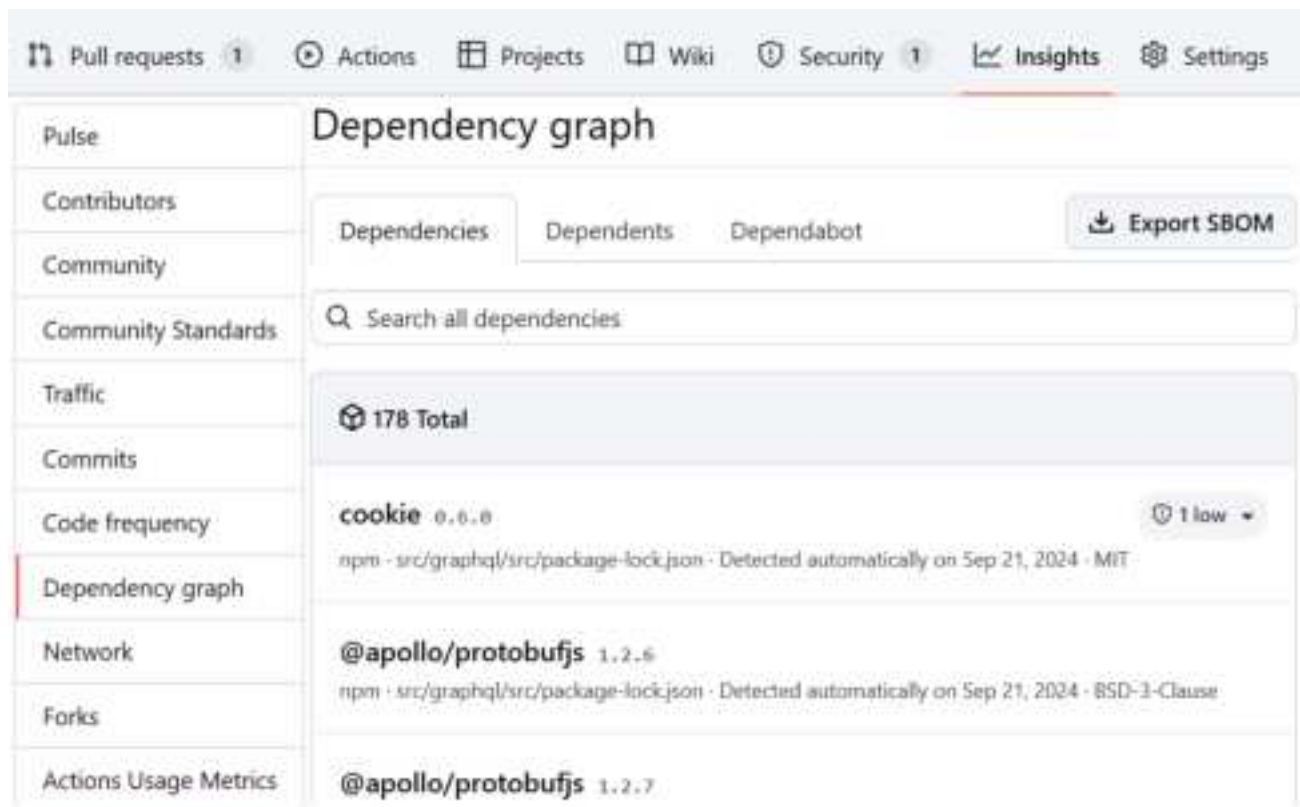 Pull requests 1 Actions Projects Wiki Security 1 Insights Settings
Pulse
Contributors
Community
Community Standards
Traffic
Commits
Code frequency
Dependency graph
Network
Forks
Actions Usage Metrics
Dependency graph
Dependencies Dependents Dependabot Export SBOM
Search all dependencies
178 Total
cookie 0.6.0 1 low
npm · src/graphql/src/package-lock.json · Detected automatically on Sep 21, 2024 · MIT
@apollo/protobufjs 1.2.6
npm · src/graphql/src/package-lock.json · Detected automatically on Sep 21, 2024 · BSD-3-Clause
@apollo/protobufjs 1.2.7